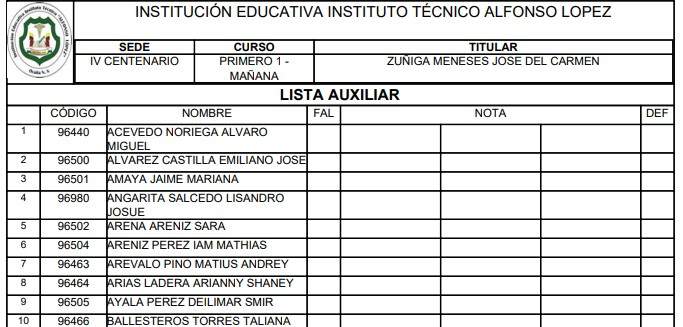 INSTITUCIÓN EDUCATIVA INSTITUTO TÉCNICO ALFONSO LOPEZ
SEDE CURSO TITULAR
IV CENTENARIO PRIMERO 1 - MAÑANA ZUÑIGA MENESES JOSE DEL CARMEN
LISTA AUXILIAR
CÓDIGO NOMBRE FAL NOTA DEF
1 96440 ACEVEDO NORIEGA ALVARO
MIGUEL
2 96500 ALVAREZ CASTILLA EMILIANO JOSE
3 96501 AMAYA JAIME MARIANA
4 96980 ANGARITA SALCEDO LISANDRO
JOSUE
5 96502 ARENA ARENIZ SARA
6 96504 ARENIZ PEREZ IAM MATHIAS
7 96463 AREVALO PINO MATIUS ANDREY
8 96464 ARIAS LADERA ARIANNY SHANEY
9 96505 AYALA PEREZ DEILIMAR SMIR
10 96466 BALLESTEROS TORRES TALIANA